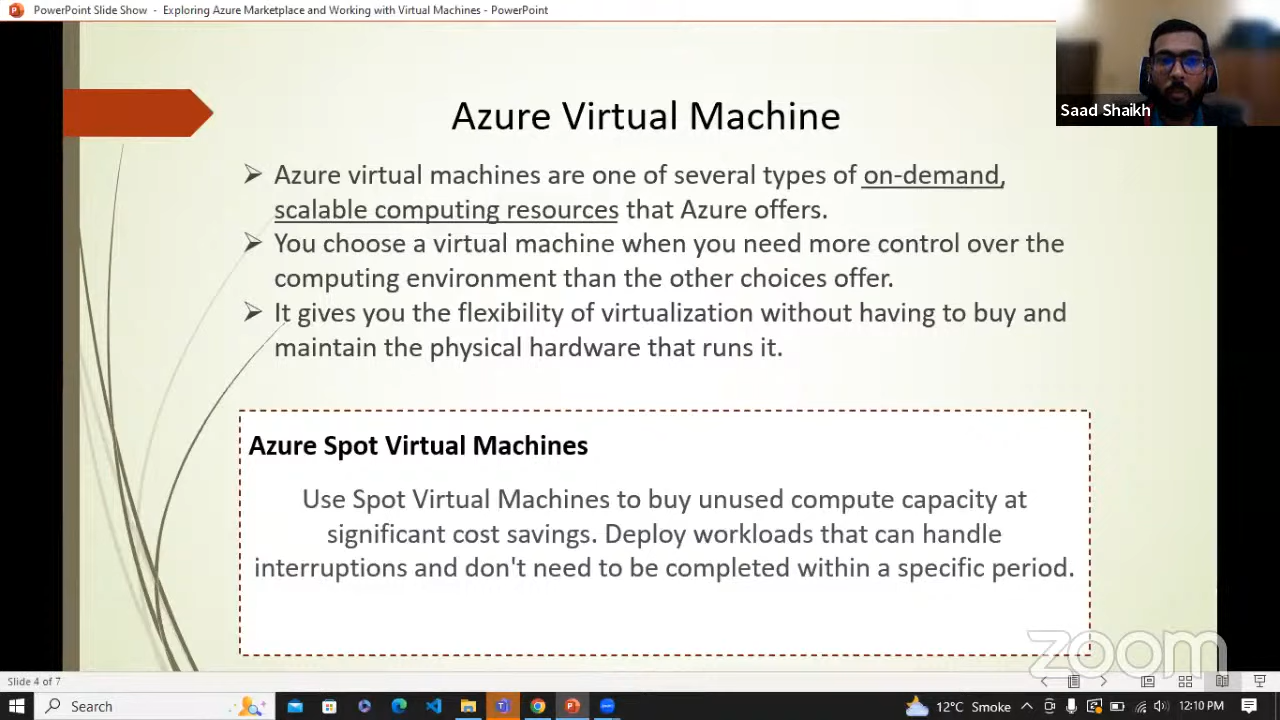 PowerPoint Slide Show - Exploring Azure Marketplace and Working with Virtual Machines - PowerPoint
Saad Shaikh
Azure Virtual Machine
Azure virtual machines are one of several types of on-demand,
scalable computing resources that Azure offers.
You choose a virtual machine when you need more control over the
computing environment than the other choices offer.
It gives you the flexibility of virtualization without having to buy and
maintain the physical hardware that runs it.
Azure Spot Virtual Machines
Use Spot Virtual Machines to buy unused compute capacity at
significant cost savings. Deploy workloads that can handle
interruptions and don't need to be completed within a specific period.
zoom
Slide 4 of 7
Search
12°C Smoke
12:10 PM